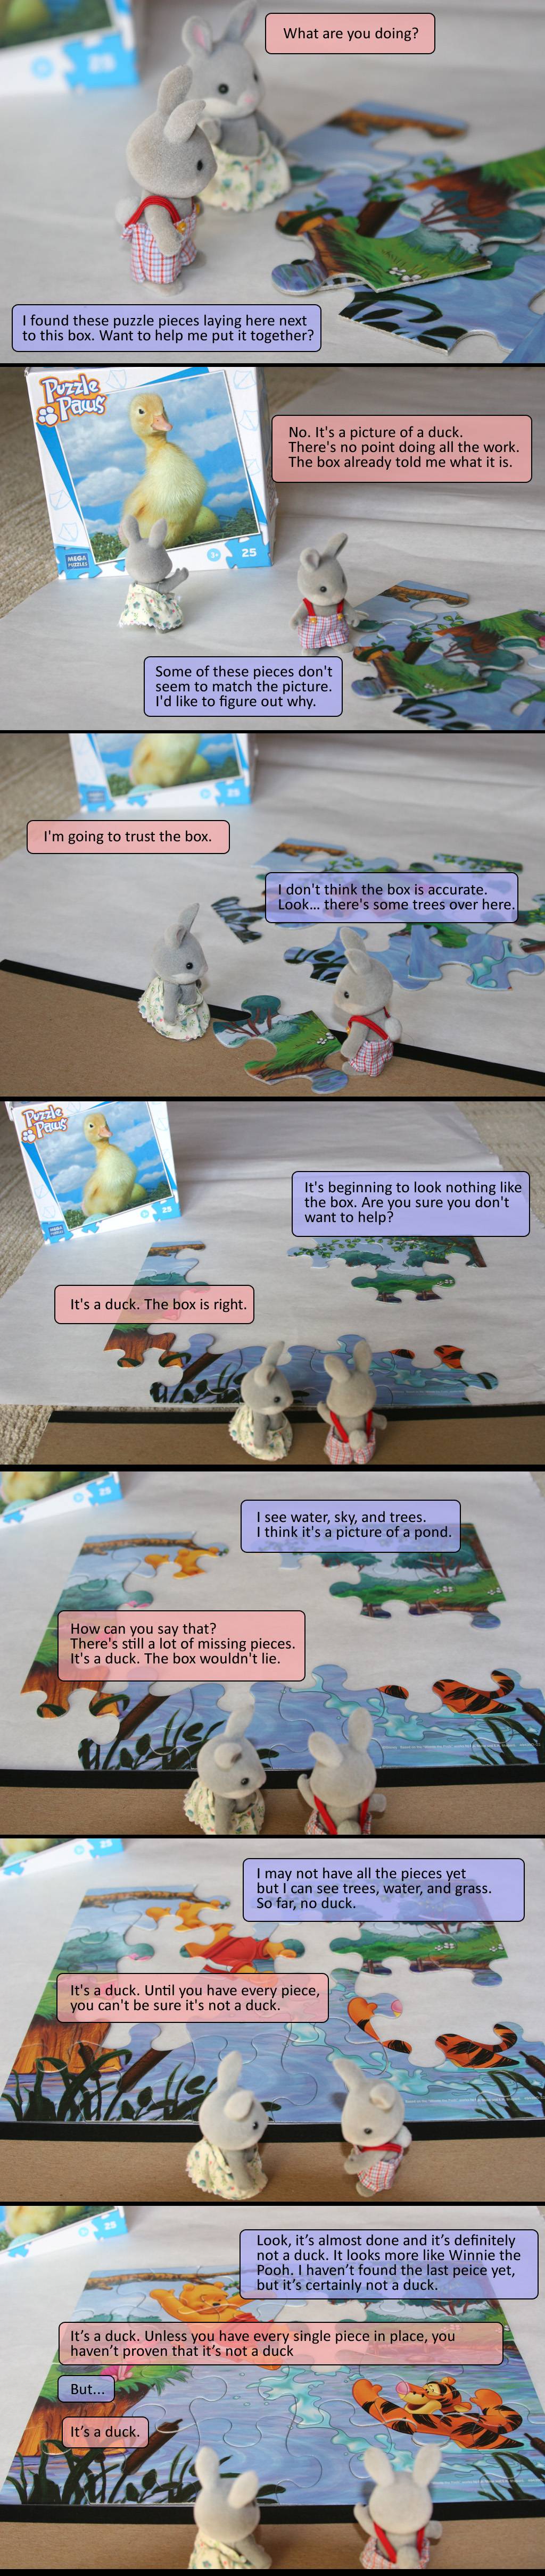 What are you doing?
25
I found these puzzle pieces laying here next
to this box. Want to help me put it together?
Puzzle
Paws
No. It's a picture of a duck.
There's no point doing all the work.
The box already told me what it is.
MEGA
PUZZLES
3+
25
Some of these pieces don't
seem to match the picture.
I'd like to figure out why.
25
I'm going to trust the box.
I don't think the box is accurate.
Look... there's some trees over here.
Puzzle
Paws
25
It's beginning to look nothing like
the box. Are you sure you don't
want to help?
It's a duck. The box is right.
25
I see water, sky, and trees.
I think it's a picture of a pond.
How can you say that?
There's still a lot of missing pieces.
It's a duck. The box wouldn't lie.
I may not have all the pieces yet
but I can see trees, water, and grass.
So far, no duck.
It's a duck. Until you have every piece,
you can't be sure it's not a duck.
25
Look, it's almost done and it's definitely
not a duck. It looks more like Winnie the
Pooh. I haven't found the last peice yet,
but it's certainly not a duck.
It's a duck. Unless you have every single piece in place, you
haven't proven that it's not a duck
But...
It's a duck.